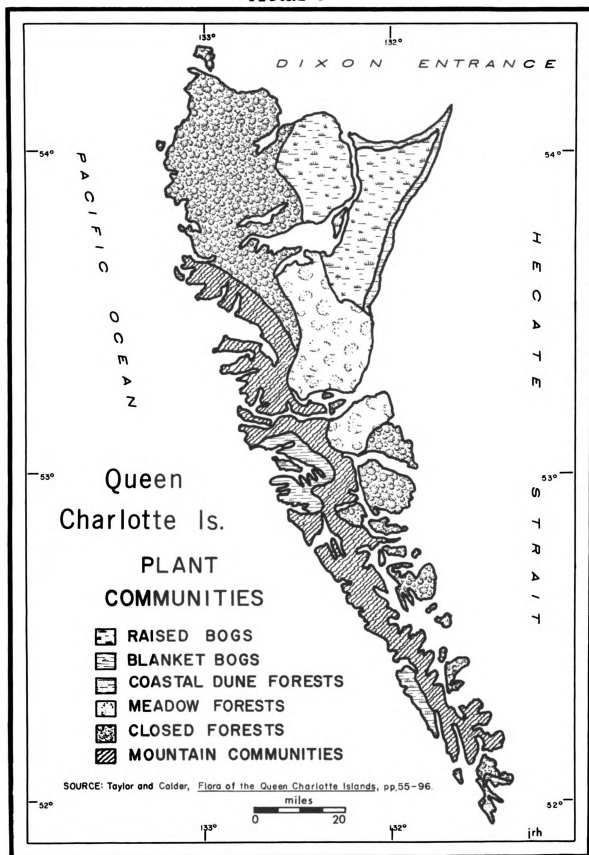 133°
132°
DIXON ENTRANCE
54°
54°
PACIFIC OCEAN
HECATE STRAIT
53°
53°
Queen
Charlotte Is.
PLANT
COMMUNITIES
RAISED BOGS
BLANKET BOGS
COASTAL DUNE FORESTS
MEADOW FORESTS
CLOSED FORESTS
MOUNTAIN COMMUNITIES
SOURCE: Taylor and Calder, Flora of the Queen Charlotte Islands, pp.55-96.
miles
0 20
52°
52°
133°
132°
jrh